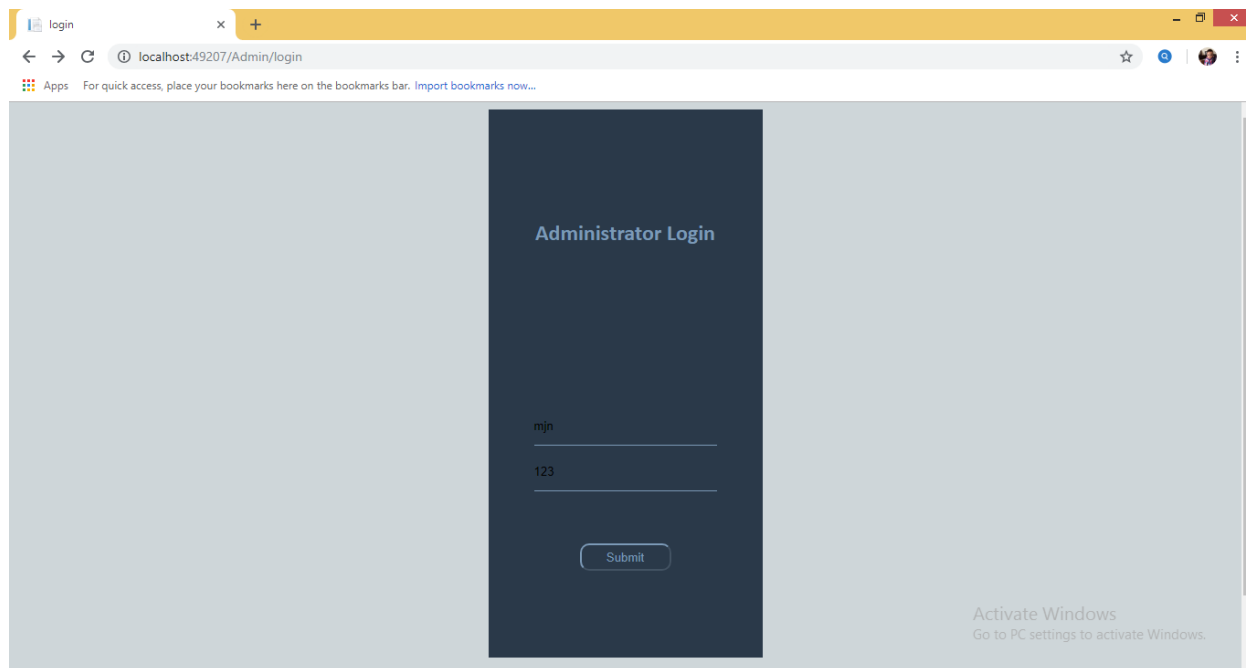 login
localhost:49207/Admin/login
Apps For quick access, place your bookmarks here on the bookmarks bar. Import bookmarks now...
Administrator Login
mjn
123
Submit
Activate Windows
Go to PC settings to activate Windows.